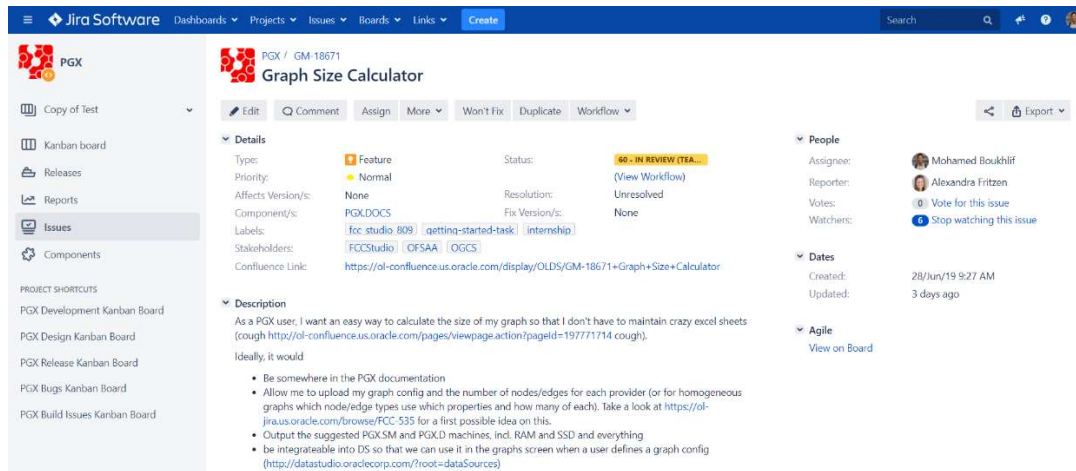 Jira Software Dashboards Projects Issues Boards Links Create Search
PGX
Copy of Test
Kanban board
Releases
Reports
Issues
Components
PROJECT SHORTCUTS
PGX Development Kanban Board
PGX Design Kanban Board
PGX Release Kanban Board
PGX Bugs Kanban Board
PGX Build Issues Kanban Board
PGX / GM-18671
Graph Size Calculator
Edit Comment Assign More Won't Fix Duplicate Workflow Export
Details
Type: Feature Status: 60 - IN REVIEW (TEA...
Priority: Normal (View Workflow)
Affects Version/s: None Resolution: Unresolved
Component/s: PGX.DOCS Fix Version/s: None
Labels: fcc_studio_809 getting-started-task internship
Stakeholders: FCCStudio OFSAA OGCS
Confluence Link: https://ol-confluence.us.oracle.com/display/OLDS/GM-18671+Graph+Size+Calculator
Description
As a PGX user, I want an easy way to calculate the size of my graph so that I don't have to maintain crazy excel sheets
(cough http://ol-confluence.us.oracle.com/pages/viewpage.action?pageId=197771714 cough).
Ideally, it would
• Be somewhere in the PGX documentation
• Allow me to upload my graph config and the number of nodes/edges for each provider (or for homogeneous
graphs which node/edge types use which properties and how many of each). Take a look at https://ol-
jira.us.oracle.com/browse/FCC-535 for a first possible idea on this.
• Output the suggested PGX.SM and PGX.D machines, incl. RAM and SSD and everything
• be integrateable into DS so that we can use it in the graphs screen when a user defines a graph config
(http://datastudio.oraclecorp.com/?root=dataSources)
People
Assignee: Mohamed Boukhlif
Reporter: Alexandra Fritzen
Votes: 0 Vote for this issue
Watchers: 6 Stop watching this issue
Dates
Created: 28/Jun/19 9:27 AM
Updated: 3 days ago
Agile
View on Board